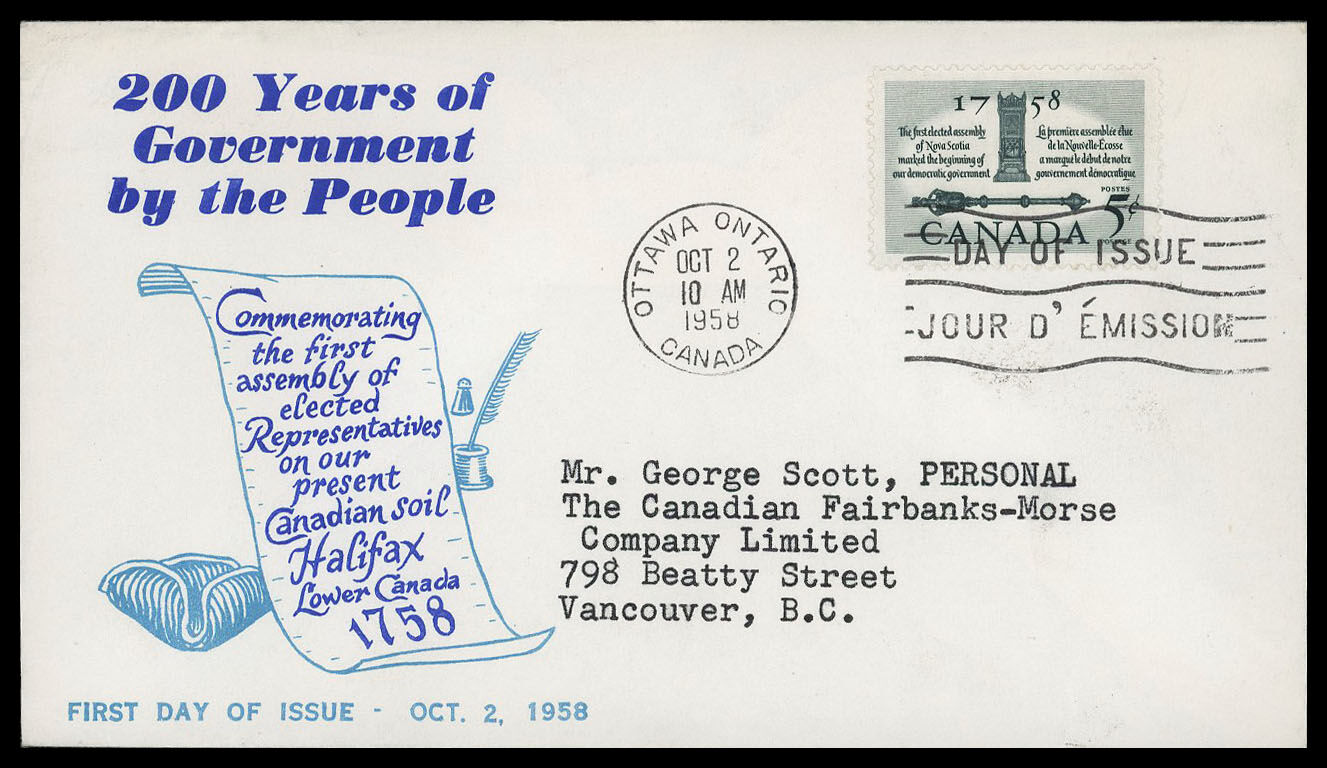 200 Years of
Government
by the People
Commemorating
the first
assembly of
elected
Representatives
on our
present
Canadian soil
Halifax
Lower Canada
1758
FIRST DAY OF ISSUE - OCT. 2, 1958
OTTAWA ONTARIO
OCT 2
10 AM
1958
CANADA
1758
The first elected assembly
of Nova Scotia
marked the beginning of
our democratic government
La première assemblée élue
de la Nouvelle-Écosse
a marqué le début de notre
gouvernement démocratique
POSTES
5¢
CANADA
DAY OF ISSUE
JOUR D' ÉMISSION
Mr. George Scott, PERSONAL
The Canadian Fairbanks-Morse
Company Limited
798 Beatty Street
Vancouver, B.C.